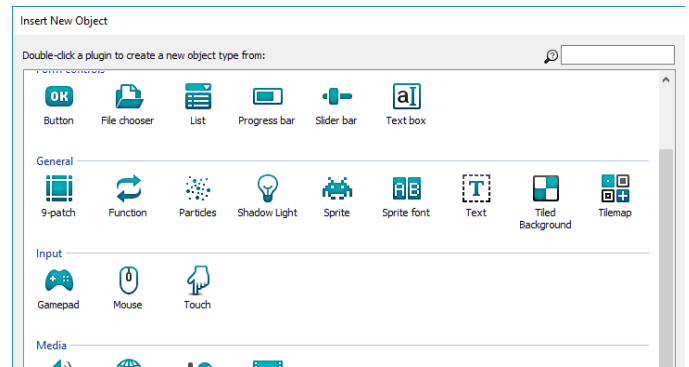 Insert New Object
Double-click a plugin to create a new object type from:
Form controls
OK
aI
Button File chooser List Progress bar Slider bar Text box
General
AB
T
9-patch Function Particles Shadow Light Sprite Sprite font Text Tiled Background Tilemap
Input
Gamepad Mouse Touch
Media